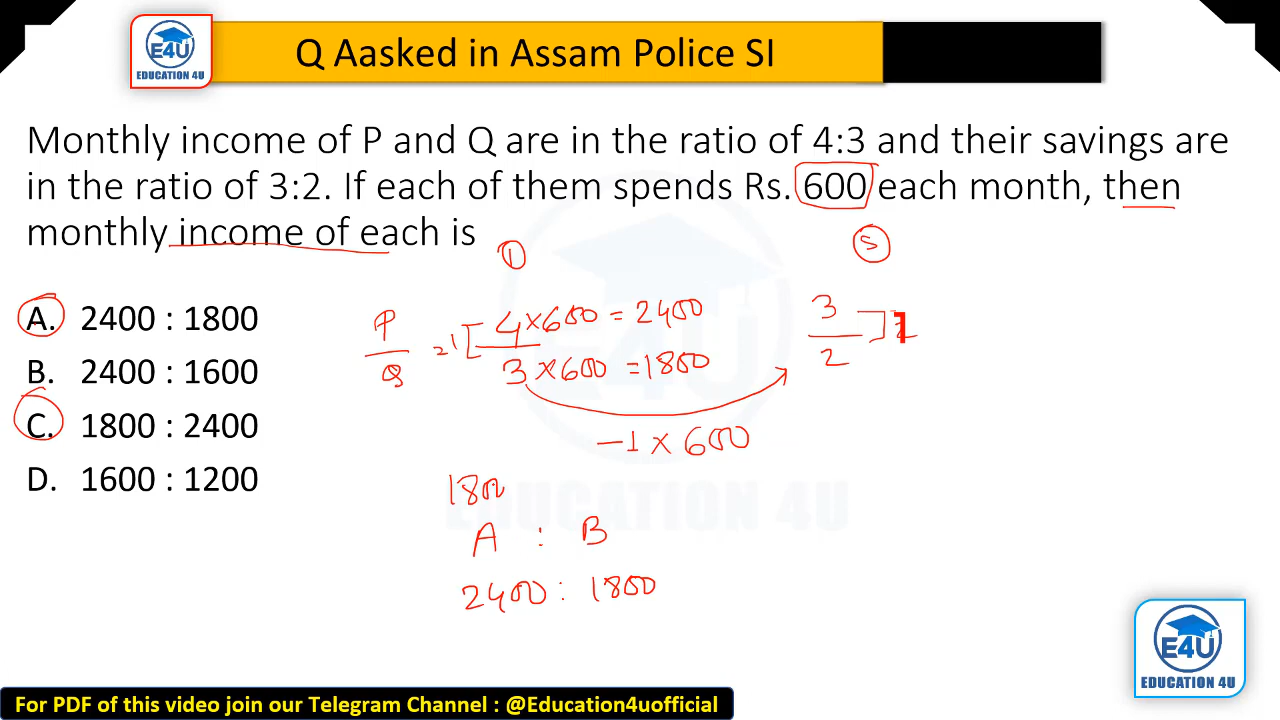 E4U
EDUCATION 4U
Q Aasked in Assam Police SI
Monthly income of P and Q are in the ratio of 4:3 and their savings are
in the ratio of 3:2. If each of them spends Rs. 600 each month, then
monthly income of each is
I
S
A. 2400 : 1800
B. 2400 : 1600
C. 1800 : 2400
D. 1600 : 1200
P
Q
4 × 600 = 2400
3 × 600 = 1800
3
2
-1 × 600
1800
A : B
2400 : 1800
EDUCATION 4U
E4U
EDUCATION 4U
For PDF of this video join our Telegram Channel : @Education4uofficial